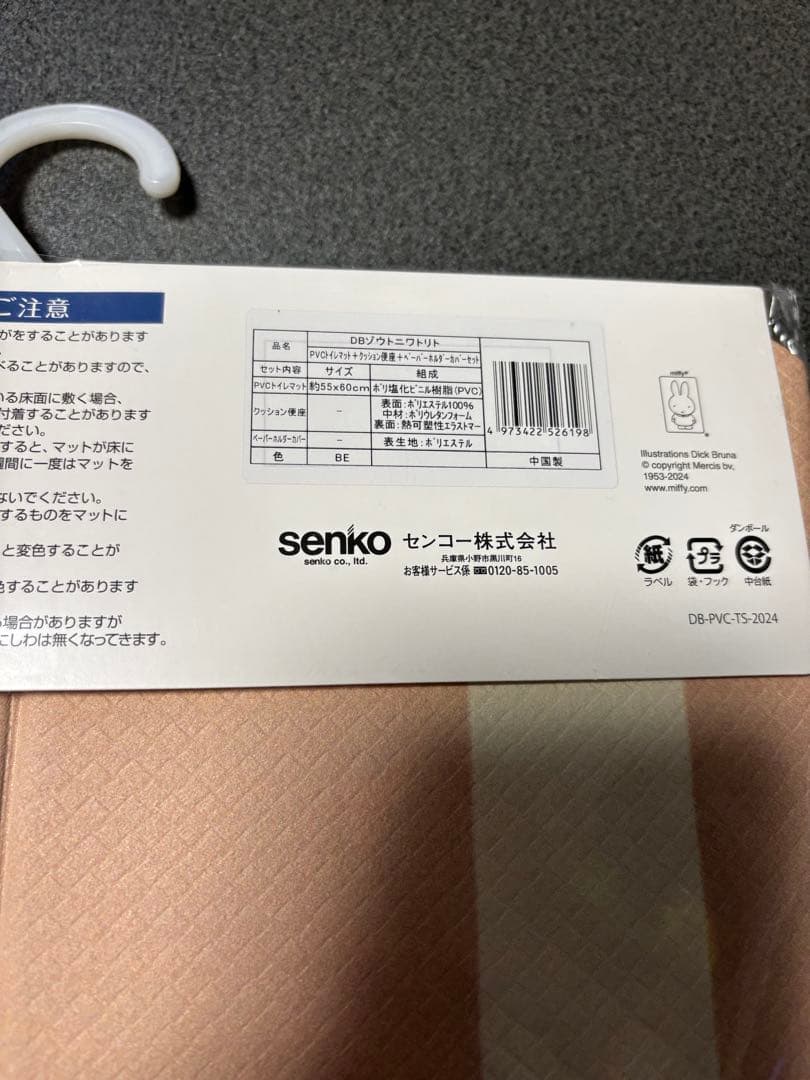 ご注意
がをすることがあります
べることがありますので、
いる床面に敷く場合、
付着することがあります
ださい。
すると、マットが床に
週間に一度はマットを
ないでください。
するものをマットに
と変色することが
色することがあります
場合がありますが
にしわは無くなってきます。
品名 DBゾウトニワトリト
PVCトイレマット+クッション便座+ペーパーホルダーカバーセット
セット内容 サイズ 組成
PVCトイレマット 約55x60cm ポリ塩化ビニル樹脂(PVC)
クッション便座 - 表面:ポリエステル100%
中材:ポリウレタンフォーム
裏面:熱可塑性エラストマー
ペーパーホルダーカバー - 表生地:ポリエステル
色 BE 中国製
4 973422 526198
miffy®
Illustrations Dick Bruna
© copyright Mercis bv,
1953-2024
www.miffy.com
senko センコー株式会社
senko co., ltd. 兵庫県小野市黒川町16
お客様サービス係 0120-85-1005
ダンボール
紙 プラ
ラベル 袋・フック 中台紙
DB-PVC-TS-2024